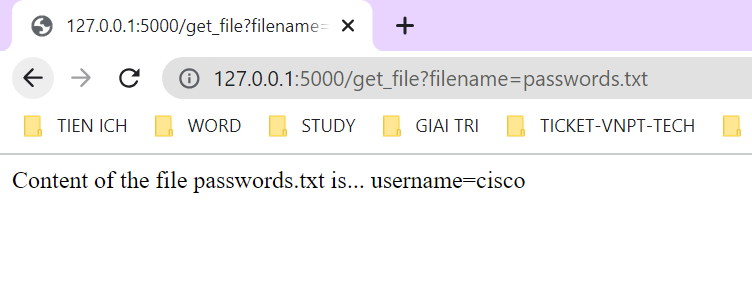 127.0.0.1:5000/get_file?filename=
127.0.0.1:5000/get_file?filename=passwords.txt
TIEN ICH WORD STUDY GIAI TRI TICKET-VNPT-TECH
Content of the file passwords.txt is... username=cisco